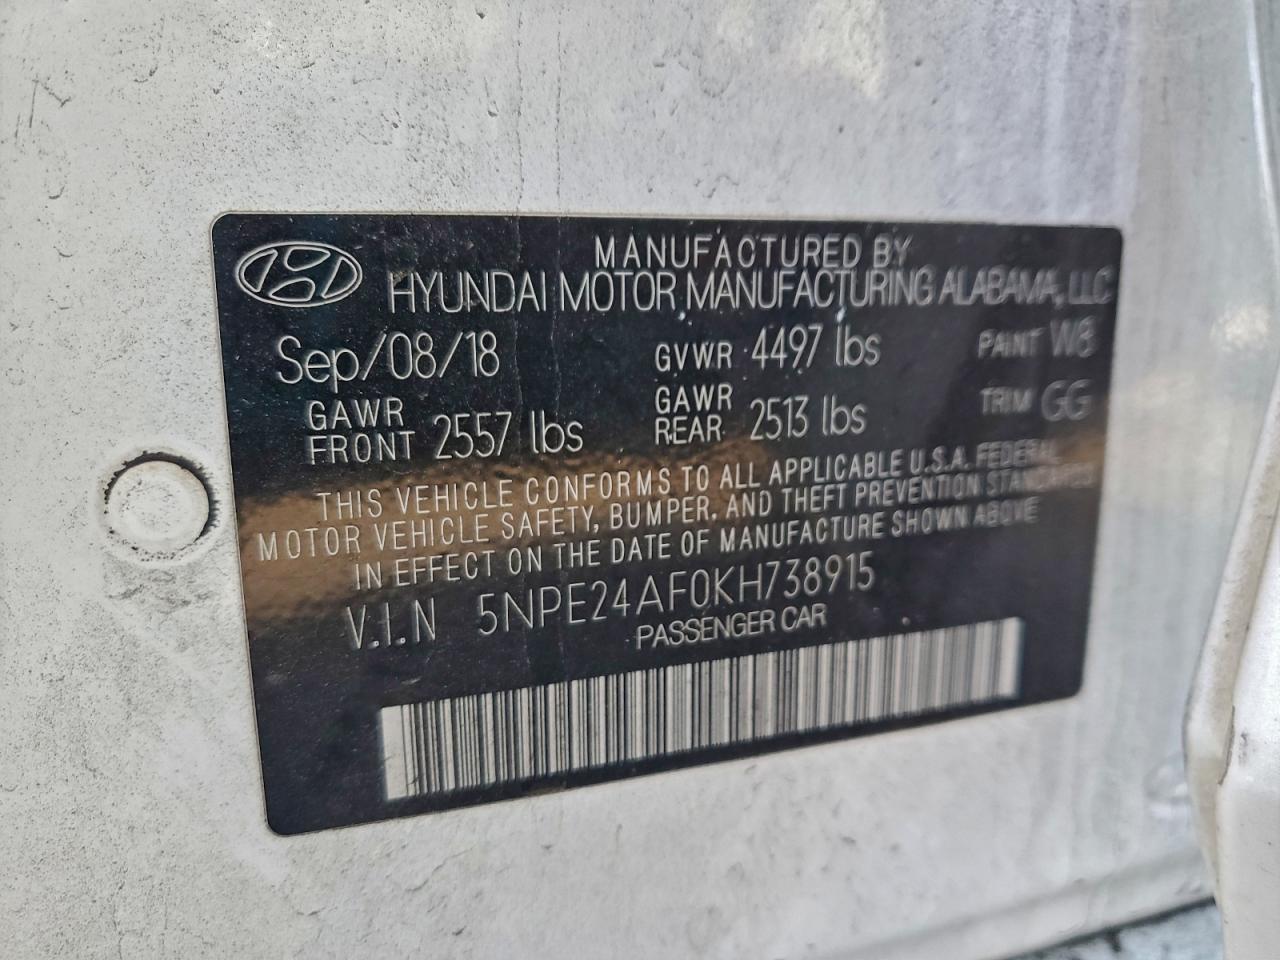 MANUFACTURED BY
HYUNDAI MOTOR MANUFACTURING ALABAMA, LLC
Sep/08/18 GVWR 4497 lbs PAINT W8
GAWR FRONT 2557 lbs GAWR REAR 2513 lbs TRIM GG
THIS VEHICLE CONFORMS TO ALL APPLICABLE U.S.A. FEDERAL
MOTOR VEHICLE SAFETY, BUMPER, AND THEFT PREVENTION STANDARDS
IN EFFECT ON THE DATE OF MANUFACTURE SHOWN ABOVE
V.I.N 5NPE24AF0KH738915
PASSENGER CAR